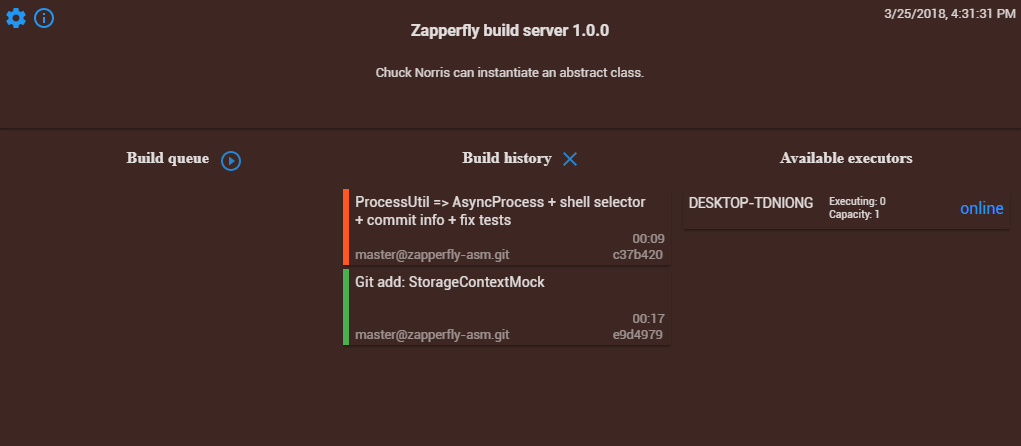 3/25/2018, 4:31:31 PM
Zapperfly build server 1.0.0
Chuck Norris can instantiate an abstract class.
Build queue
Build history
ProcessUtil => AsyncProcess + shell selector
+ commit info + fix tests
00:09
master@zapperfly-asm.git c37b420
Git add: StorageContextMock
00:17
master@zapperfly-asm.git e9d4979
Available executors
DESKTOP-TDNIONG
Executing: 0
Capacity: 1
online